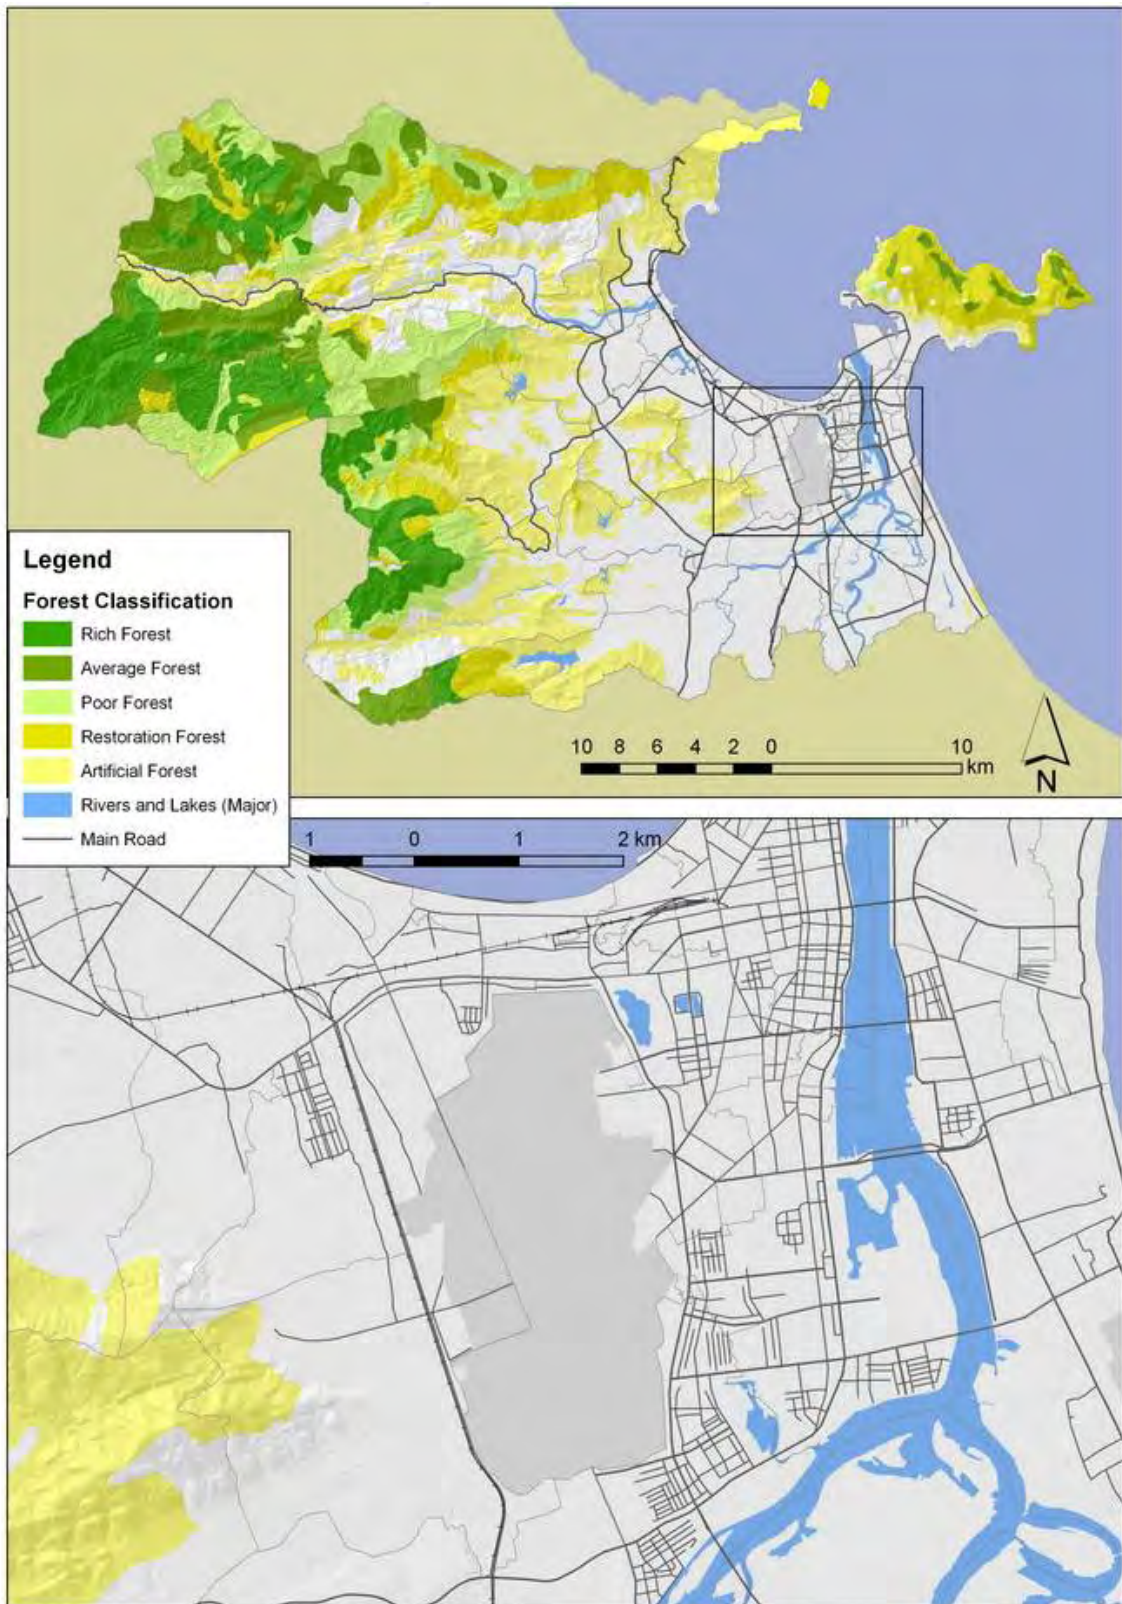 Legend
Forest Classification
Rich Forest
Average Forest
Poor Forest
Restoration Forest
Artificial Forest
Rivers and Lakes (Major)
Main Road
10 8 6 4 2 0 10
km
N
1 0 1 2 km